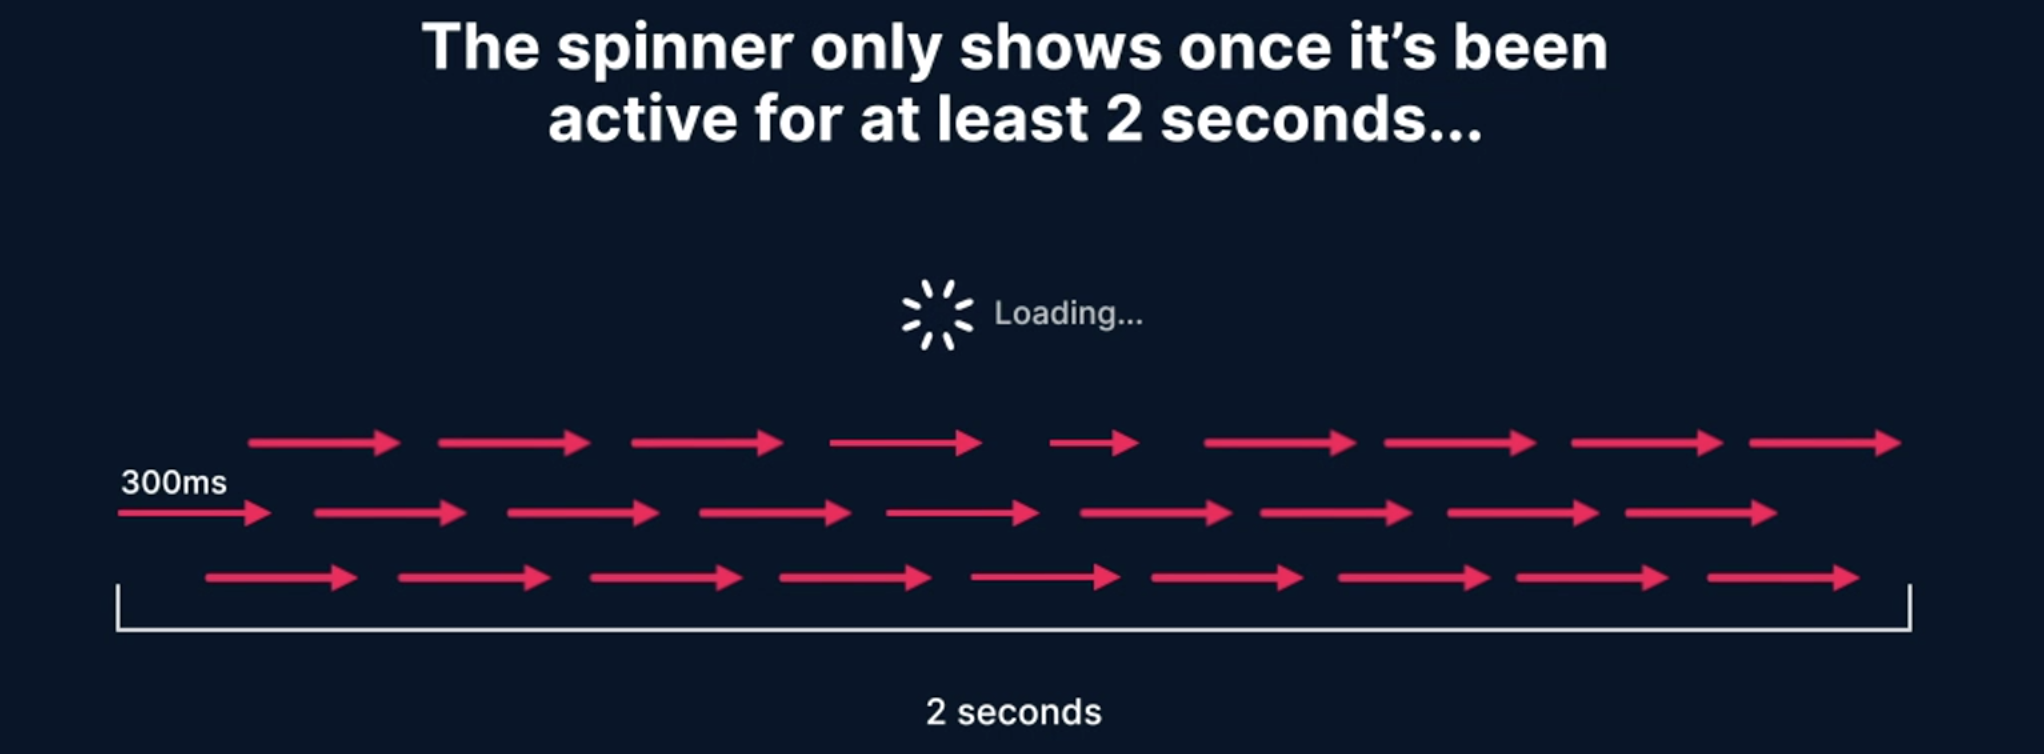 The spinner only shows once it’s been
active for at least 2 seconds...
Loading...
300ms
2 seconds